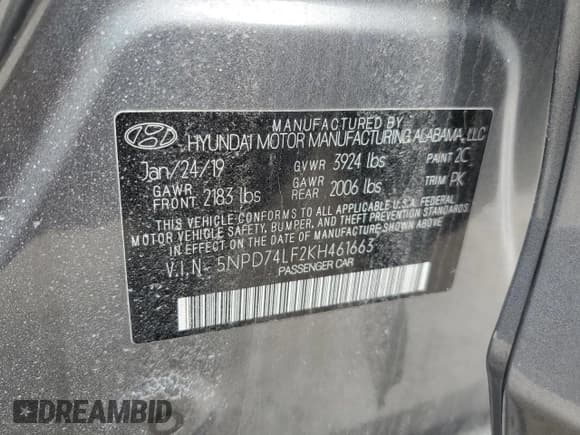 MANUFACTURED BY
HYUNDAI MOTOR MANUFACTURING ALABAMA, LLC
Jan/24/19 GVWR 3924 lbs PAINT 2C
GAWR FRONT 2183 lbs GAWR REAR 2006 lbs TRIM PK
THIS VEHICLE CONFORMS TO ALL APPLICABLE U.S.A. FEDERAL
MOTOR VEHICLE SAFETY, BUMPER, AND THEFT PREVENTION
STANDARDS IN EFFECT ON THE DATE OF MANUFACTURE SHOWN ABOVE.
V.I.N- 5NPD74LF2KH461663
PASSENGER CAR
DREAMBID